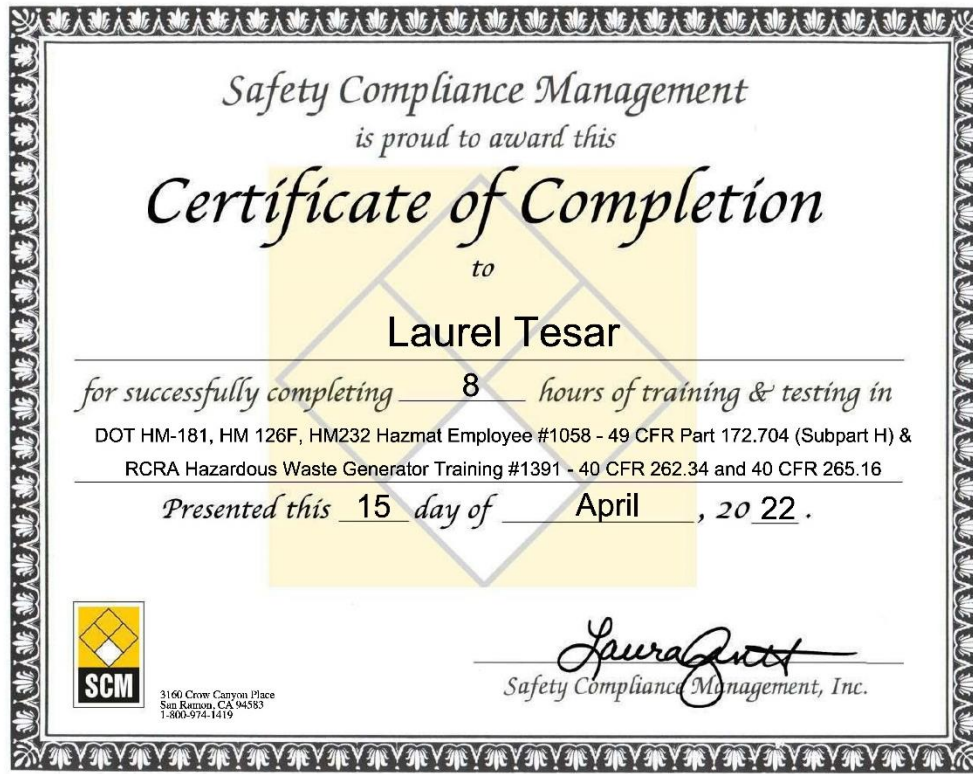 Safety Compliance Management
is proud to award this
Certificate of Completion
to
Laurel Tesar
for successfully completing 8 hours of training & testing in
DOT HM-181, HM 126F, HM232 Hazmat Employee #1058 - 49 CFR Part 172.704 (Subpart H) &
RCRA Hazardous Waste Generator Training #1391 - 40 CFR 262.34 and 40 CFR 265.16
Presented this 15 day of April, 20 22.
SCM
3160 Crow Canyon Place
San Ramon, CA 94583
1-800-974-1419
Safety Compliance Management, Inc.